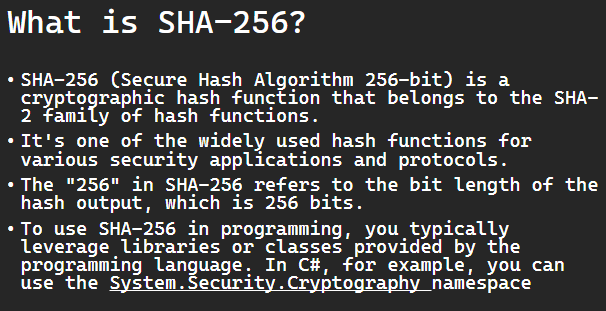 What is SHA-256?
• SHA-256 (Secure Hash Algorithm 256-bit) is a
cryptographic hash function that belongs to the SHA-
2 family of hash functions.
• It's one of the widely used hash functions for
various security applications and protocols.
• The "256" in SHA-256 refers to the bit length of the
hash output, which is 256 bits.
• To use SHA-256 in programming, you typically
leverage libraries or classes provided by the
programming language. In C#, for example, you can
use the System.Security.Cryptography namespace